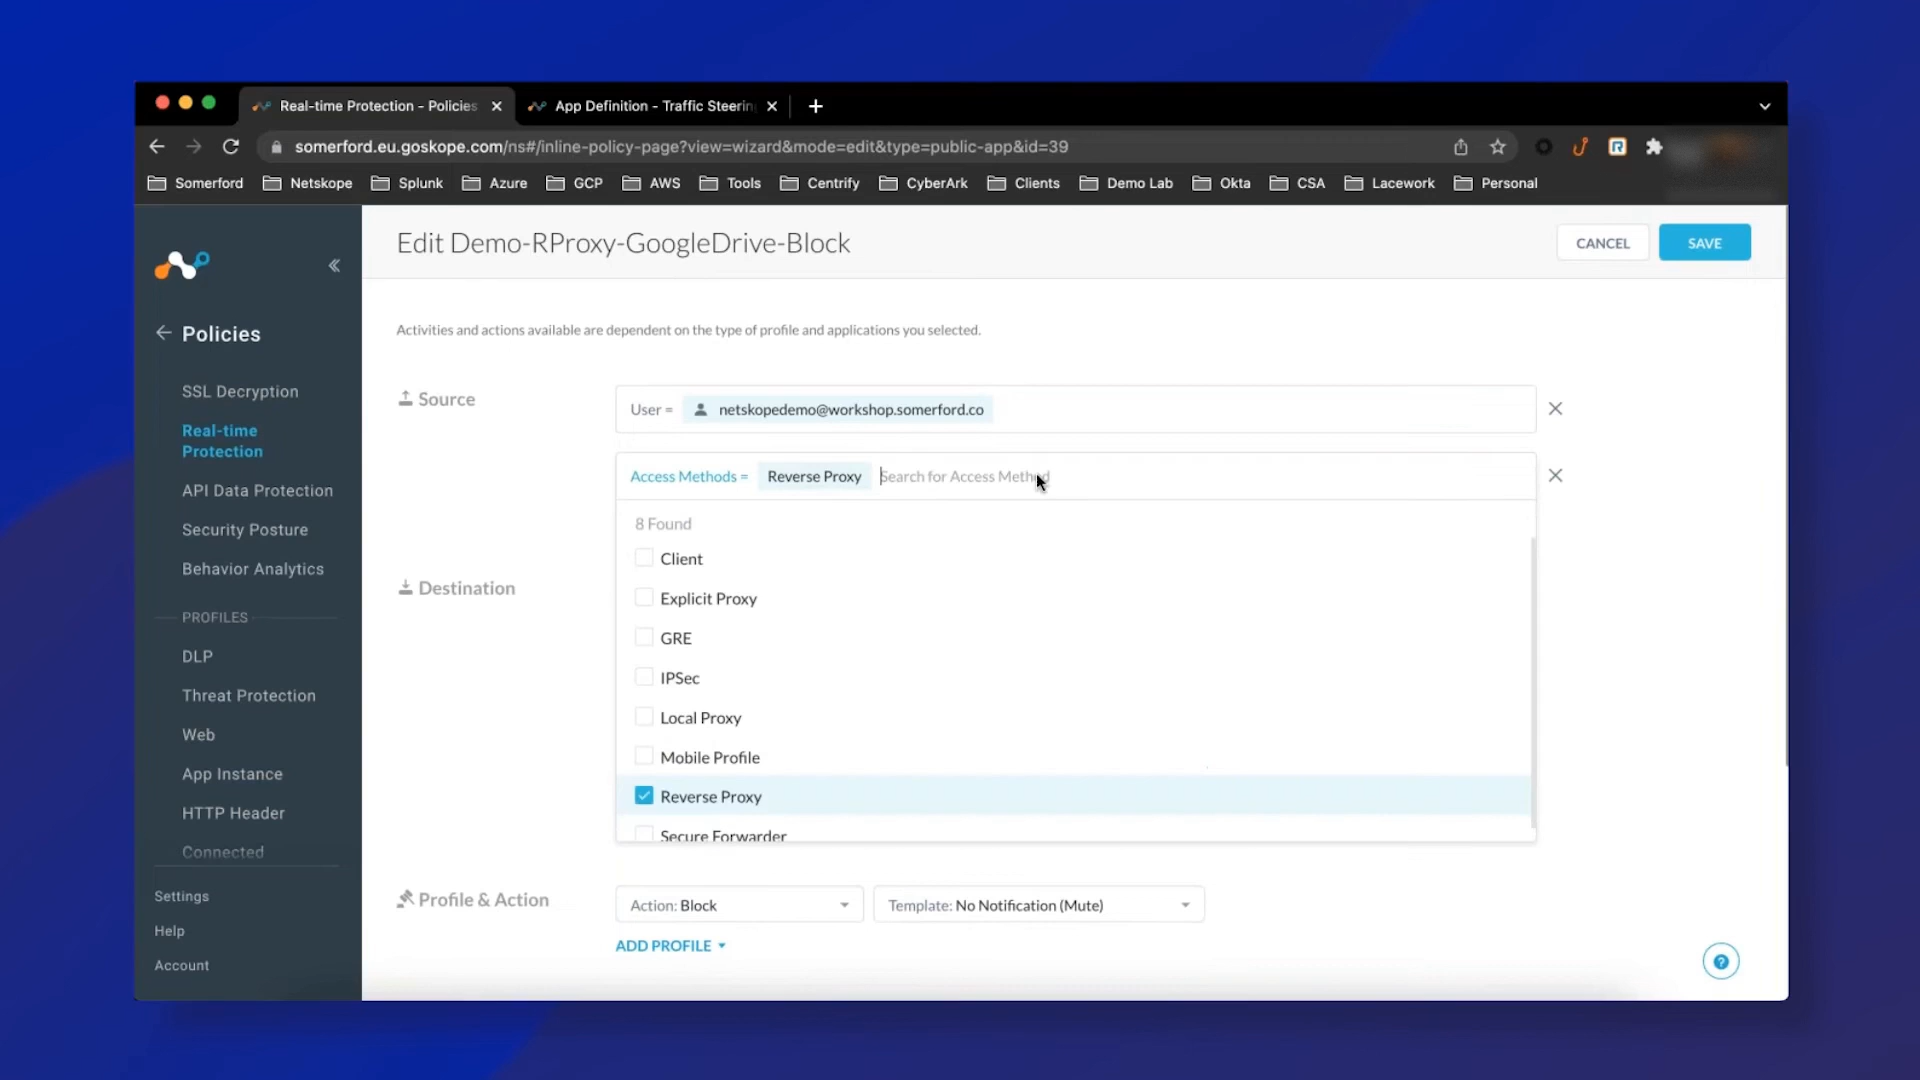 Real-time Protection - Policies
App Definition - Traffic Steerin
somerford.eu.goskope.com/ns#/inline-policy-page?view=wizard&mode=edit&type=public-app&id=39
Somerford Netskope Splunk Azure GCP AWS Tools Centrify CyberArk Clients Demo Lab Okta CSA Lacework Personal
Edit Demo-RProxy-GoogleDrive-Block
CANCEL
SAVE
Policies
SSL Decryption
Real-time
Protection
API Data Protection
Security Posture
Behavior Analytics
PROFILES
DLP
Threat Protection
Web
App Instance
HTTP Header
Connected
Settings
Help
Account
Activities and actions available are dependent on the type of profile and applications you selected.
Source
User = netskopedemo@workshop.somerford.co
Access Methods = Reverse Proxy Search for Access Method
8 Found
Client
Explicit Proxy
GRE
IPSec
Local Proxy
Mobile Profile
Reverse Proxy
Secure Forwarder
Destination
Profile & Action
Action: Block
Template: No Notification (Mute)
ADD PROFILE